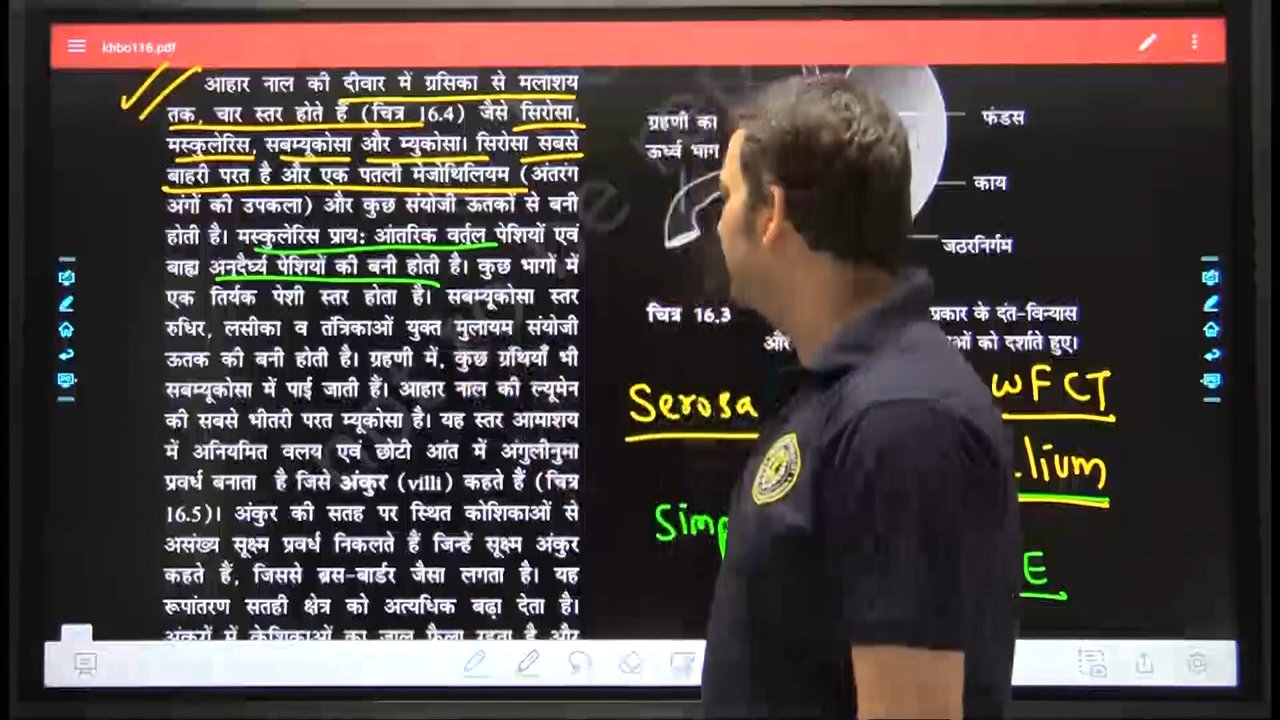 khbo116.pdf
आहार नाल की दीवार में ग्रसिका से मलाशय
तक, चार स्तर होते हैं (चित्र 16.4) जैसे सिरोसा,
मस्कुलेरिस, सबम्यूकोसा और म्युकोसा। सिरोसा सबसे
बाहरी परत है और एक पतली मेजोथिलियम (अंतरंग
अंगों की उपकला) और कुछ संयोजी ऊतकों से बनी
होती है। मस्कुलेरिस प्राय: आंतरिक वर्तुल पेशियों एवं
बाह्य अनुदैर्घ्य पेशियों की बनी होती है। कुछ भागों में
एक तिर्यक पेशी स्तर होता है। सबम्यूकोसा स्तर
रुधिर, लसीका व तंत्रिकाओं युक्त मुलायम संयोजी
ऊतक की बनी होती है। ग्रहणी में, कुछ ग्रंथियाँ भी
सबम्यूकोसा में पाई जाती हैं। आहार नाल की ल्यूमेन
की सबसे भीतरी परत म्यूकोसा है। यह स्तर आमाशय
में अनियमित वलय एवं छोटी आंत में अंगुलीनुमा
प्रवर्ध बनाता है जिसे अंकुर (villi) कहते हैं (चित्र
16.5)। अंकुर की सतह पर स्थित कोशिकाओं से
असंख्य सूक्ष्म प्रवर्ध निकलते हैं जिन्हें सूक्ष्म अंकुर
कहते हैं, जिससे ब्रस-बार्डर जैसा लगता है। यह
रूपांतरण सतही क्षेत्र को अत्यधिक बढ़ा देता है।
अंकुरों में केशिकाओं का जाल फैला रहता है और
ग्रहणी का
ऊर्ध्व भाग
फंडस
काय
जठरनिर्गम
चित्र 16.3
प्रकार के दंत-विन्यास
और
ओं को दर्शाते हुए।
Serosa
WFCT
lium
Simp
E